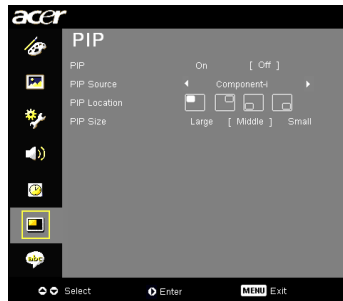 acer
PIP
PIP On [ Off ]
PIP Source Component-i
PIP Location
PIP Size Large [ Middle ] Small
abc
Select Enter MENU Exit